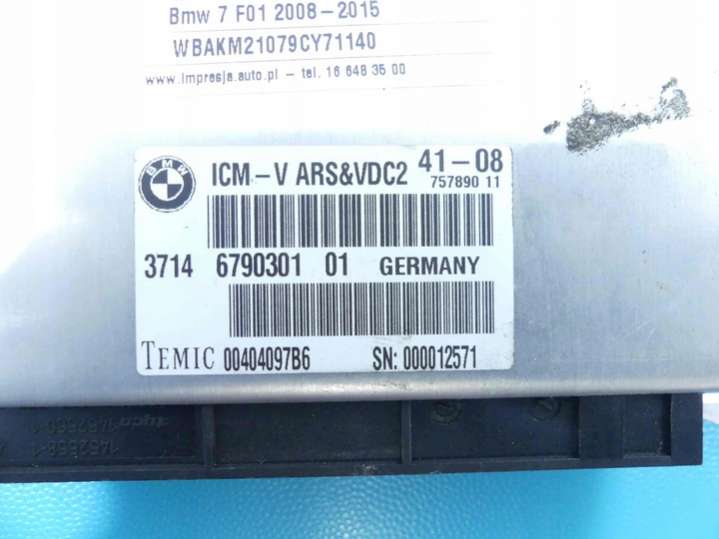 Bmw 7 F01 2008-2015
WBAKM21079CY71140
www.impresja.auto.pl - tel. 16 648 35 00
BMW
ICM-V ARS&VDC2 41-08
757890 11
3714 6790301 01 GERMANY
TEMIC 00404097B6 SN: 000012571
tyco